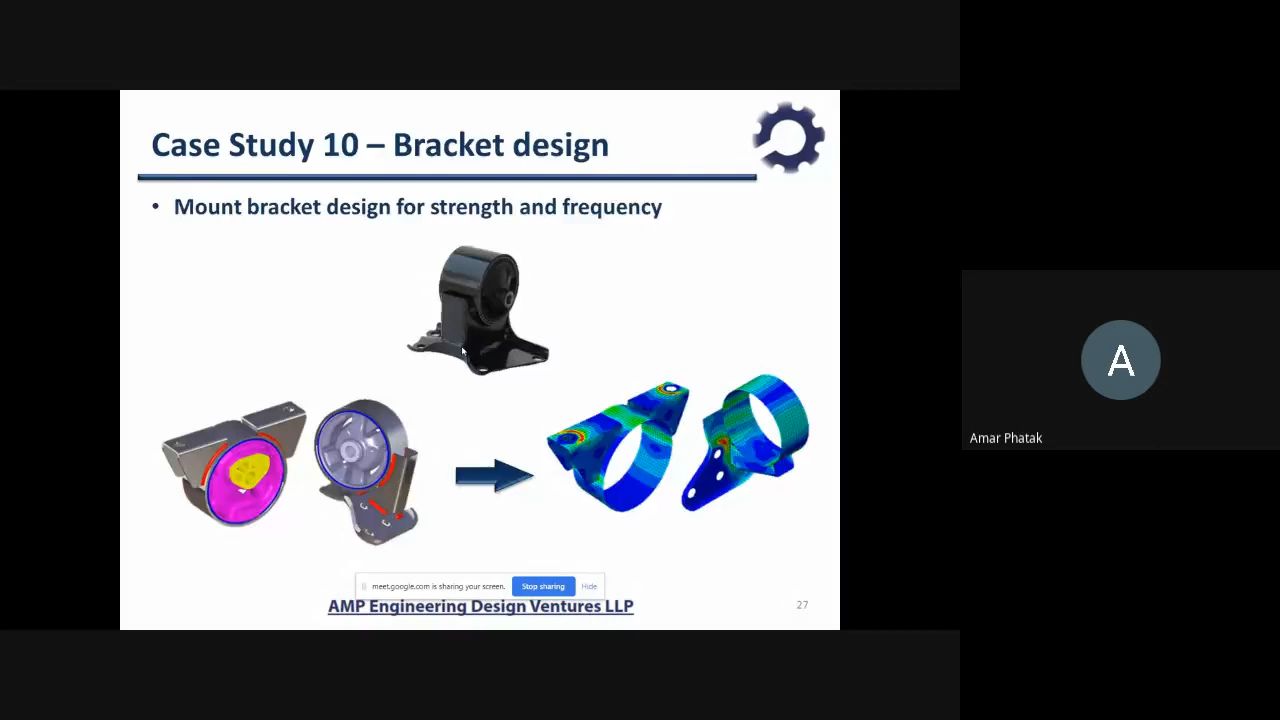 Case Study 10 – Bracket design
• Mount bracket design for strength and frequency
meet.google.com is sharing your screen.
Stop sharing
Hide
AMP Engineering Design Ventures LLP
27
A
Amar Phatak